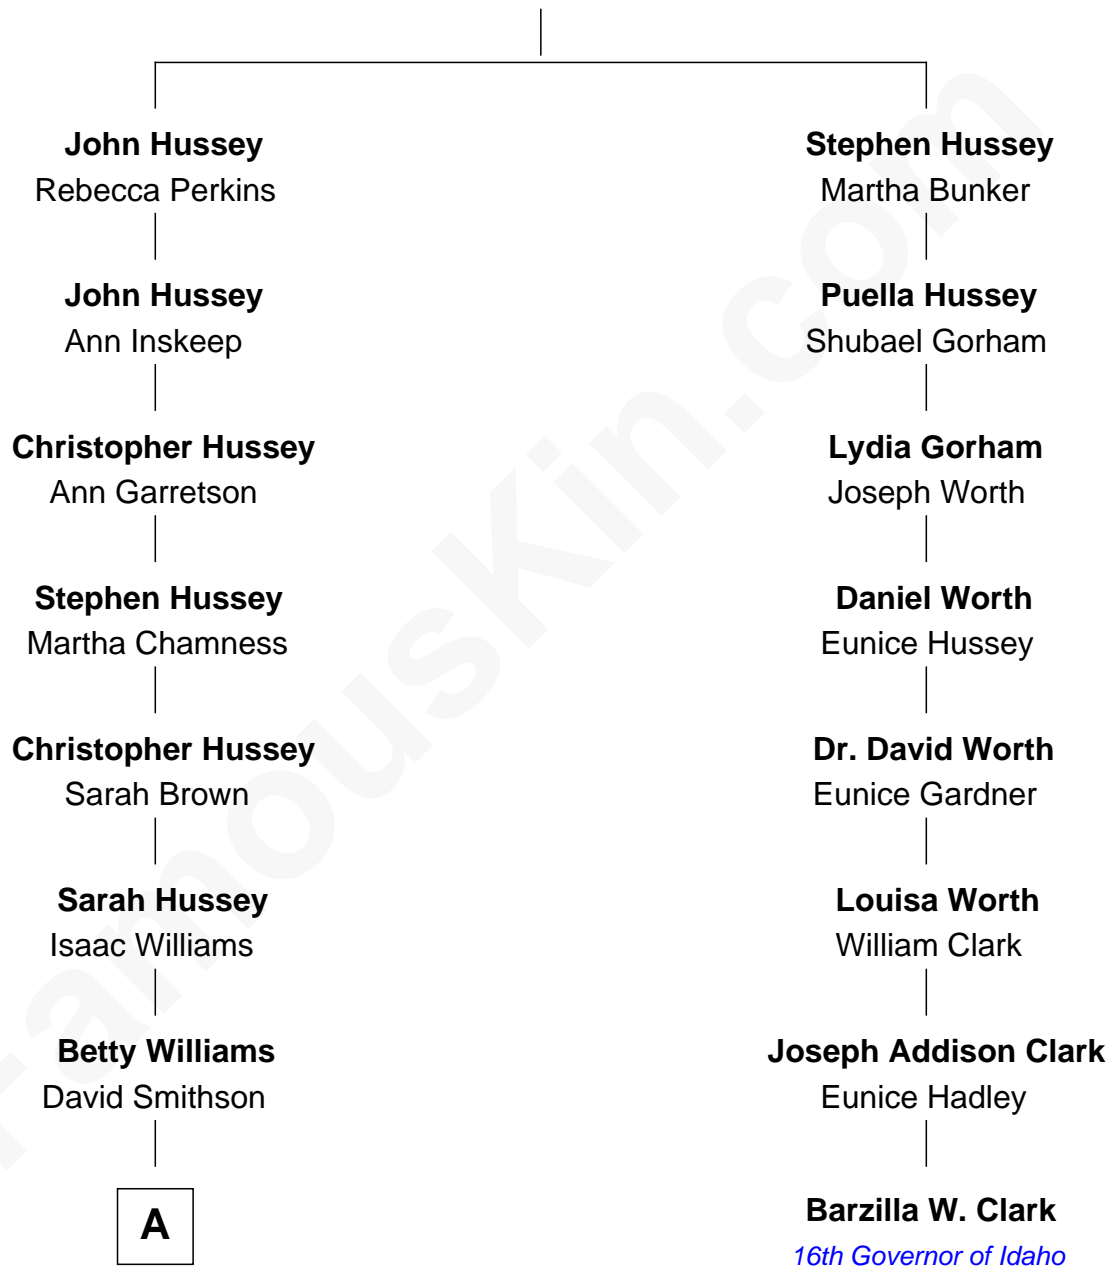 John Hussey
Rebecca Perkins
Stephen Hussey
Martha Bunker
John Hussey
Ann Inskeep
Puella Hussey
Shubael Gorham
Christopher Hussey
Ann Garretson
Lydia Gorham
Joseph Worth
Stephen Hussey
Martha Chamness
Daniel Worth
Eunice Hussey
Christopher Hussey
Sarah Brown
Dr. David Worth
Eunice Gardner
Sarah Hussey
Isaac Williams
Louisa Worth
William Clark
Betty Williams
David Smithson
Joseph Addison Clark
Eunice Hadley
A
Barzilla W. Clark
16th Governor of Idaho
FamousKin.com